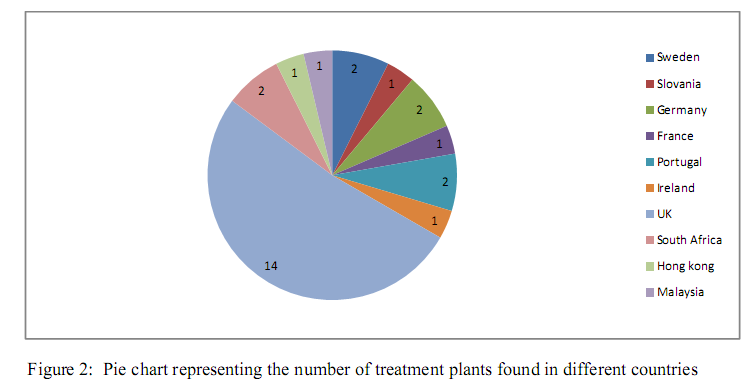 2
1
2
1
2
1
14
2
1
1
Sweden
Slovania
Germany
France
Portugal
Ireland
UK
South Africa
Hong kong
Malaysia
Figure 2:  Pie chart representing the number of treatment plants found in different countries